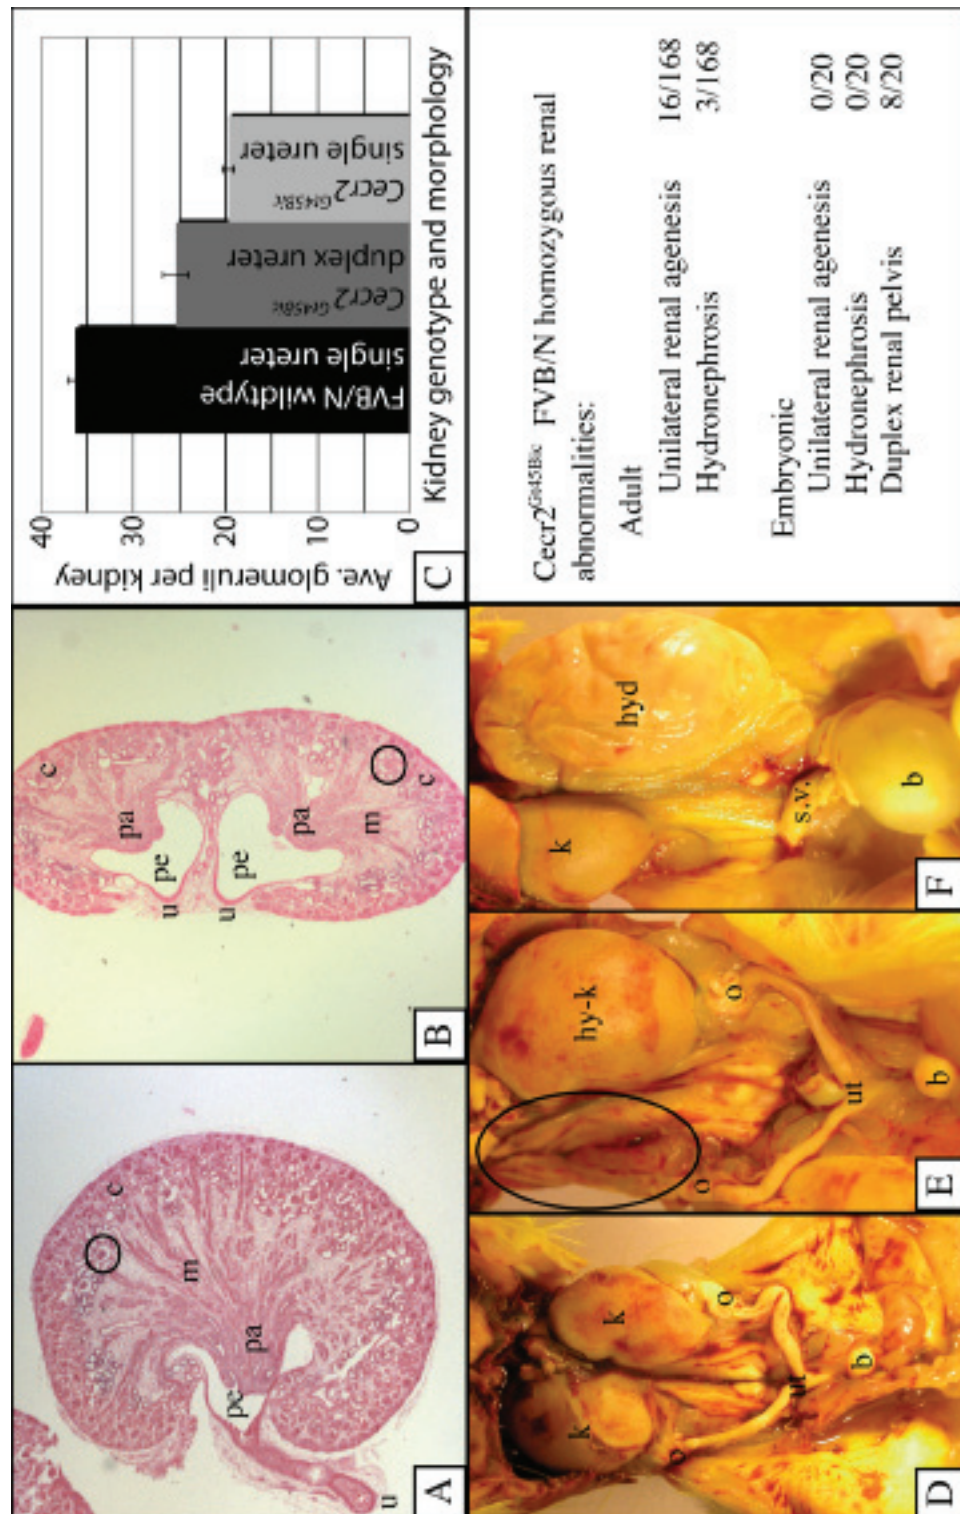 A
c
m
pa
pe
u
B
c
pa
pe
u
u
pe
pa
m
c
C
Ave. glomeruli per kidney
40
30
20
10
0
FVB/N wildtype
single ureter
Cecr2Gt45Bic
duplex ureter
Cecr2Gt45Bic
single ureter
Kidney genotype and morphology
D
k
k
o
o
ut
b
E
hy-k
o
o
ut
b
F
k
hyd
s.v.
b
Cecr2Gt45Bic FVB/N homozygous renal
abnormalities:
Adult
Unilateral renal agenesis 16/168
Hydronephrosis 3/168
Embryonic
Unilateral renal agenesis 0/20
Hydronephrosis 0/20
Duplex renal pelvis 8/20